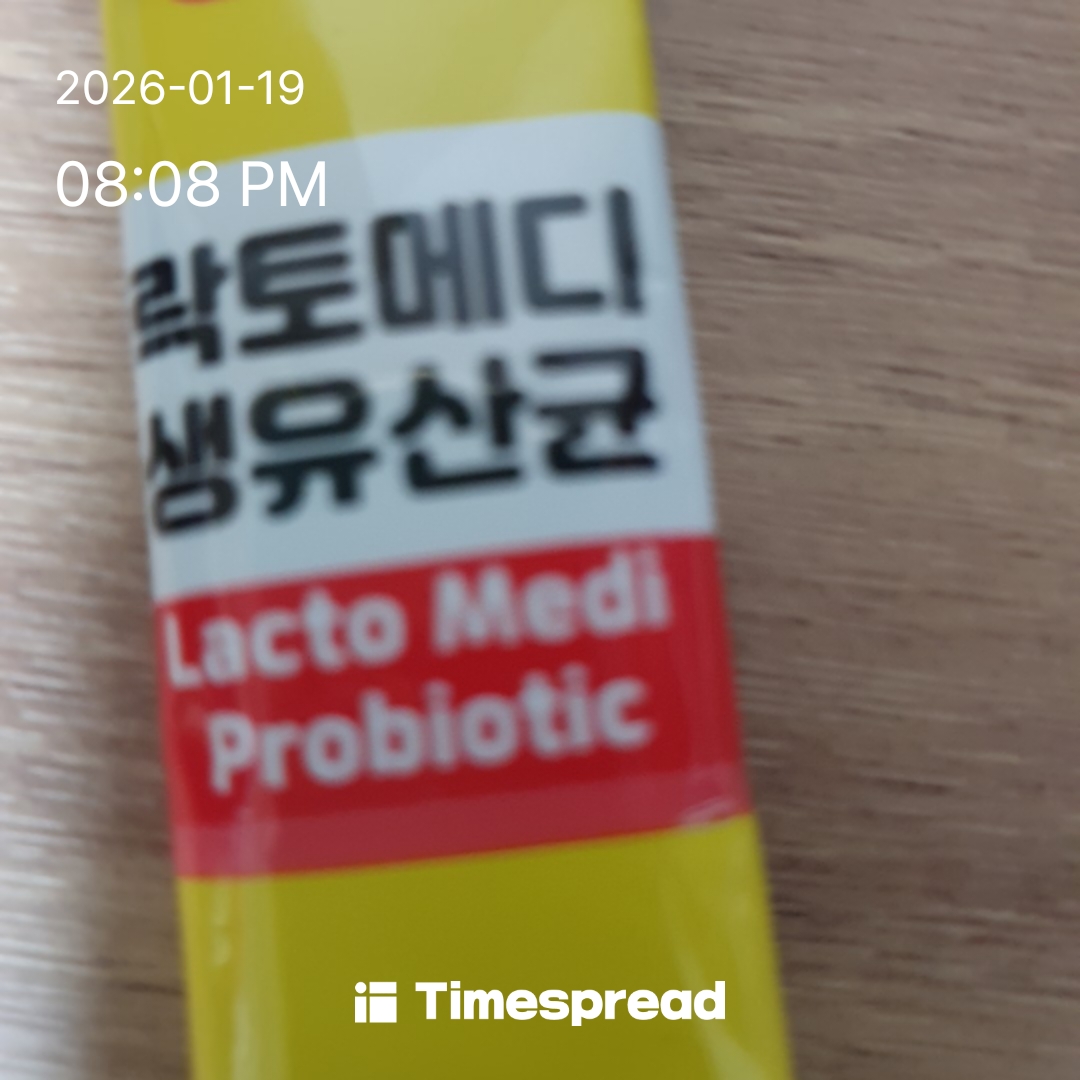 2026-01-19
08:08 PM
락토메디
생유산균
Lacto Medi
Probiotic
Timespread